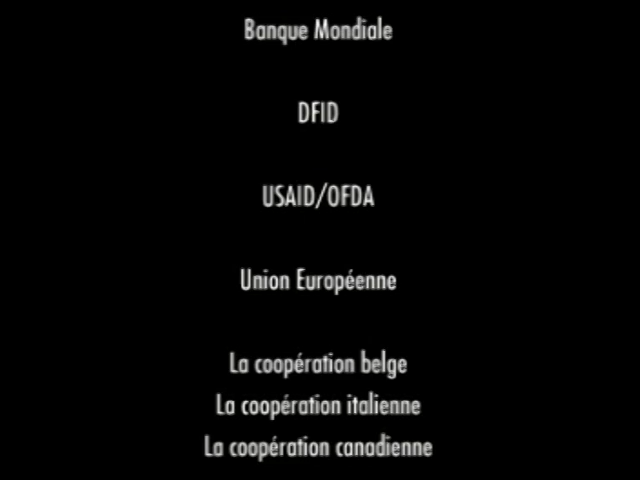 Banque Mondiale
DFID
USAID/OFDA
Union Européenne
La coopération belge
La coopération italienne
La coopération canadienne